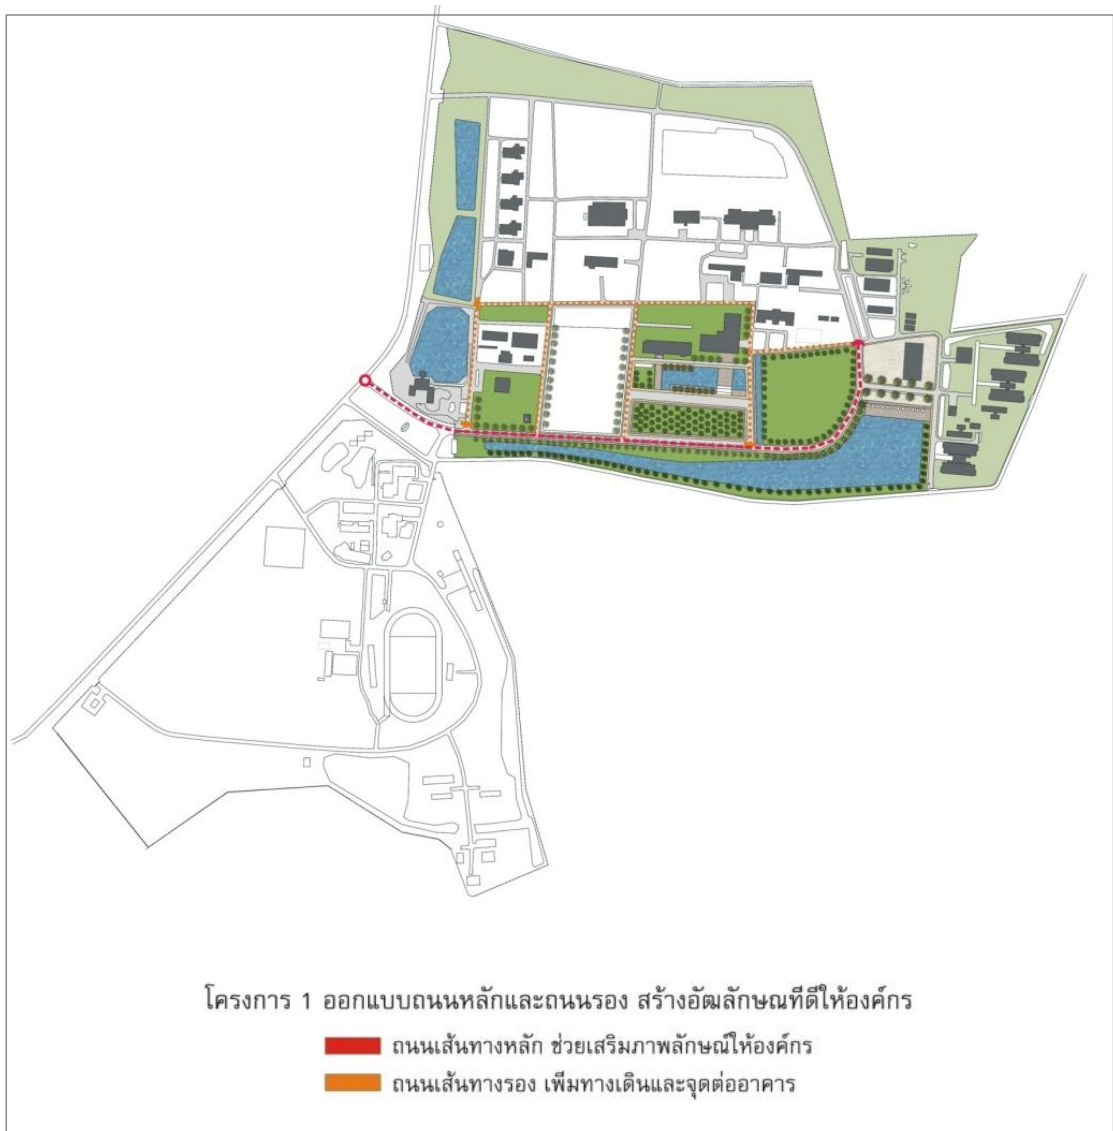 โครงการ 1 ออกแบบถนนหลักและถนนรอง สร้างอัฒลักษณที่ดีให้องค์กร
ถนนเส้นทางหลัก ช่วยเสริมภาพลักษณ์ให้องค์กร
ถนนเส้นทางรอง เพิ่มทางเดินและจุดต่ออาคาร